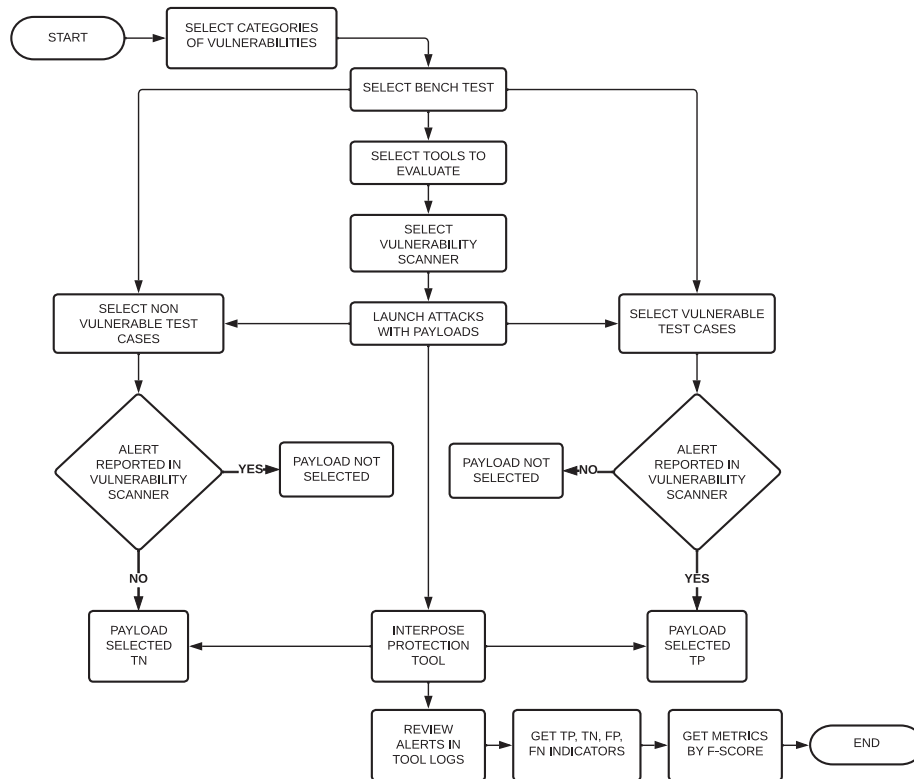 START
SELECT CATEGORIES
OF VULNERABILITIES
SELECT BENCH TEST
SELECT TOOLS TO
EVALUATE
SELECT
VULNERABILITY
SCANNER
SELECT NON
VULNERABLE TEST
CASES
LAUNCH ATTACKS
WITH PAYLOADS
SELECT VULNERABLE
TEST CASES
ALERT
REPORTED IN
VULNERABILITY
SCANNER
YES
PAYLOAD NOT
SELECTED
PAYLOAD NOT
SELECTED
NO
ALERT
REPORTED IN
VULNERABILITY
SCANNER
NO
YES
PAYLOAD
SELECTED
TN
INTERPOSE
PROTECTION
TOOL
PAYLOAD
SELECTED
TP
REVIEW
ALERTS IN
TOOL LOGS
GET TP, TN, FP,
FN INDICATORS
GET METRICS
BY F-SCORE
END